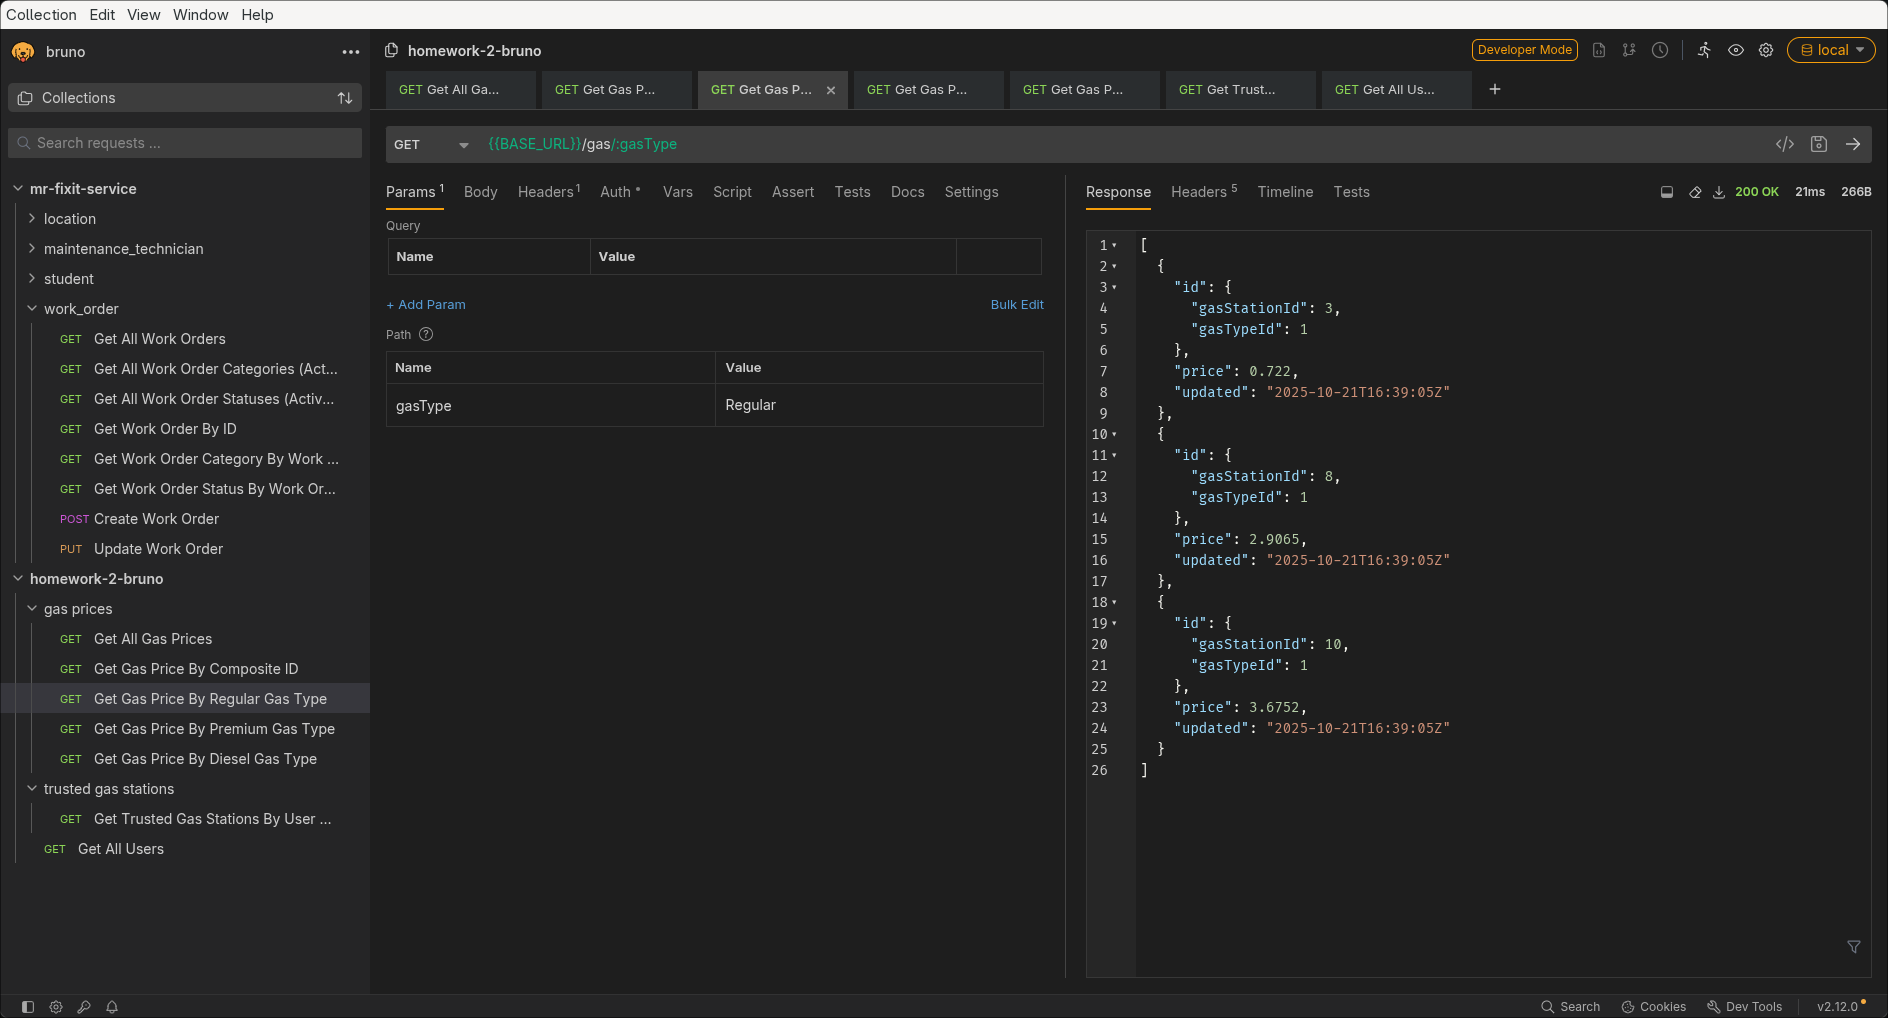 Collection Edit View Window Help
bruno
Collections
Search requests ...
mr-fixit-service
location
maintenance_technician
student
work_order
GET Get All Work Orders
GET Get All Work Order Categories (Act...
GET Get All Work Order Statuses (Activ...
GET Get Work Order By ID
GET Get Work Order Category By Work ...
GET Get Work Order Status By Work Or...
POST Create Work Order
PUT Update Work Order
homework-2-bruno
gas prices
GET Get All Gas Prices
GET Get Gas Price By Composite ID
GET Get Gas Price By Regular Gas Type
GET Get Gas Price By Premium Gas Type
GET Get Gas Price By Diesel Gas Type
trusted gas stations
GET Get Trusted Gas Stations By User ...
GET Get All Users
homework-2-bruno
Developer Mode
local
GET Get All Ga...
GET Get Gas P...
GET Get Gas P...
GET Get Gas P...
GET Get Gas P...
GET Get Trust...
GET Get All Us...
GET {{BASE_URL}}/gas/:gasType
Params 1 Body Headers 1 Auth Vars Script Assert Tests Docs Settings
Query
Name Value
+ Add Param Bulk Edit
Path ?
Name Value
gasType Regular
Response Headers 5 Timeline Tests
200 OK 21ms 266B
1 [
2 {
3 "id": {
4 "gasStationId": 3,
5 "gasTypeId": 1
6 },
7 "price": 0.722,
8 "updated": "2025-10-21T16:39:05Z"
9 },
10 {
11 "id": {
12 "gasStationId": 8,
13 "gasTypeId": 1
14 },
15 "price": 2.9065,
16 "updated": "2025-10-21T16:39:05Z"
17 },
18 {
19 "id": {
20 "gasStationId": 10,
21 "gasTypeId": 1
22 },
23 "price": 3.6752,
24 "updated": "2025-10-21T16:39:05Z"
25 }
26 ]
Search Cookies Dev Tools v2.12.0